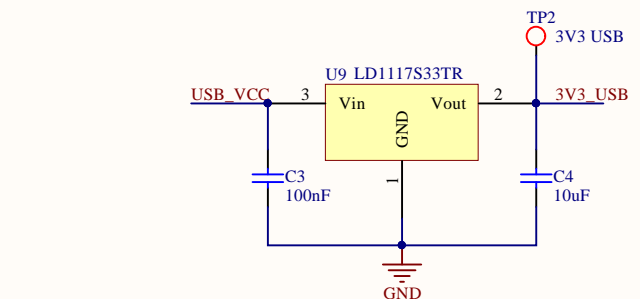 TP2
3V3 USB
U9 LD1117S33TR
USB_VCC 3 Vin Vout 2 3V3_USB
GND
1
C3
100nF
C4
10uF
GND